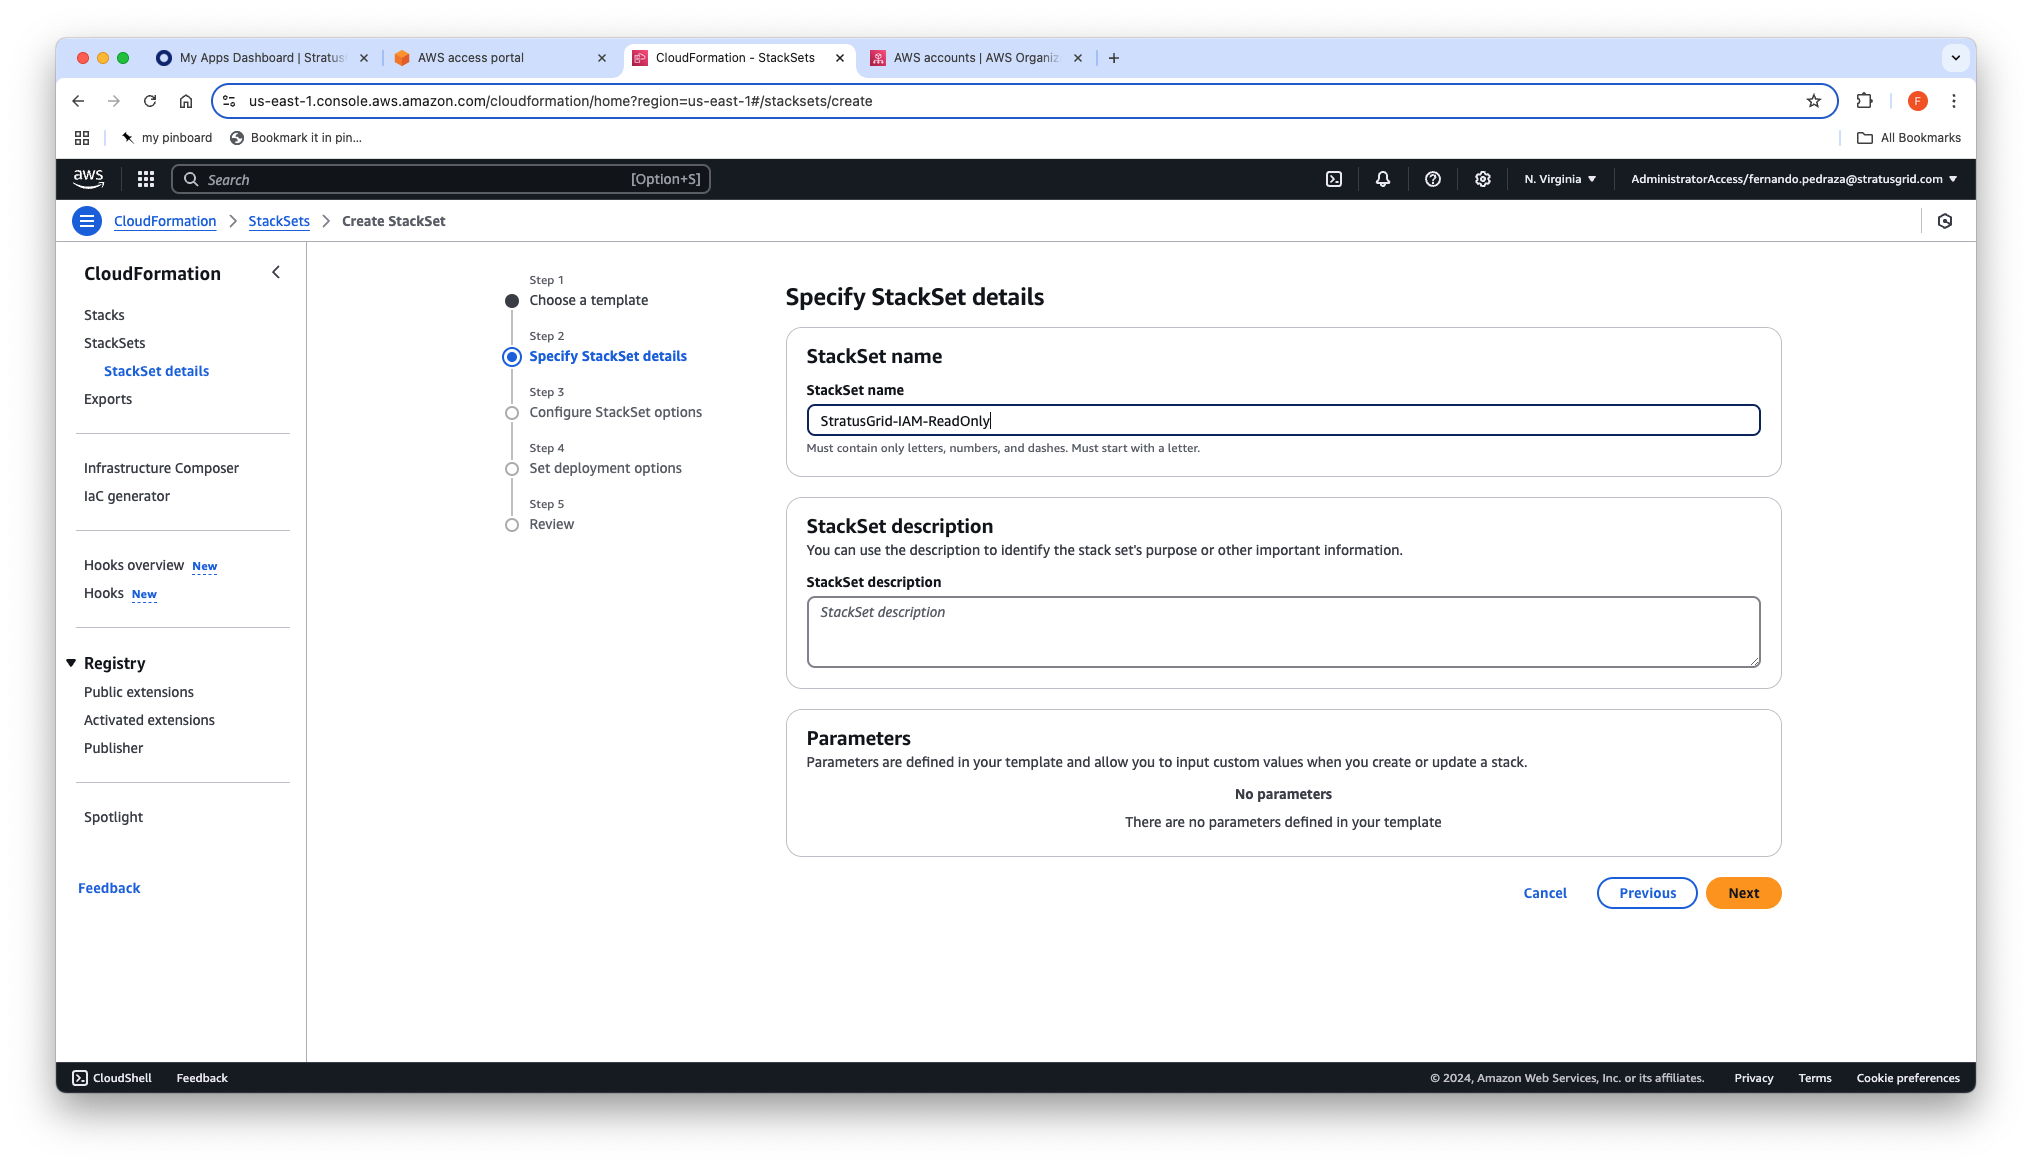 My Apps Dashboard | Stratus
AWS access portal
CloudFormation - StackSets
AWS accounts | AWS Organiz
us-east-1.console.aws.amazon.com/cloudformation/home?region=us-east-1#/stacksets/create
F
my pinboard
Bookmark it in pin...
All Bookmarks
aws
Search
[Option+S]
N. Virginia
AdministratorAccess/fernando.pedraza@stratusgrid.com
CloudFormation
StackSets
Create StackSet
CloudFormation
Stacks
StackSets
StackSet details
Exports
Infrastructure Composer
IaC generator
Hooks overview New
Hooks New
Registry
Public extensions
Activated extensions
Publisher
Spotlight
Feedback
Step 1
Choose a template
Step 2
Specify StackSet details
Step 3
Configure StackSet options
Step 4
Set deployment options
Step 5
Review
Specify StackSet details
StackSet name
StackSet name
StratusGrid-IAM-ReadOnly
Must contain only letters, numbers, and dashes. Must start with a letter.
StackSet description
You can use the description to identify the stack set's purpose or other important information.
StackSet description
StackSet description
Parameters
Parameters are defined in your template and allow you to input custom values when you create or update a stack.
No parameters
There are no parameters defined in your template
Cancel
Previous
Next
CloudShell
Feedback
© 2024, Amazon Web Services, Inc. or its affiliates.
Privacy
Terms
Cookie preferences